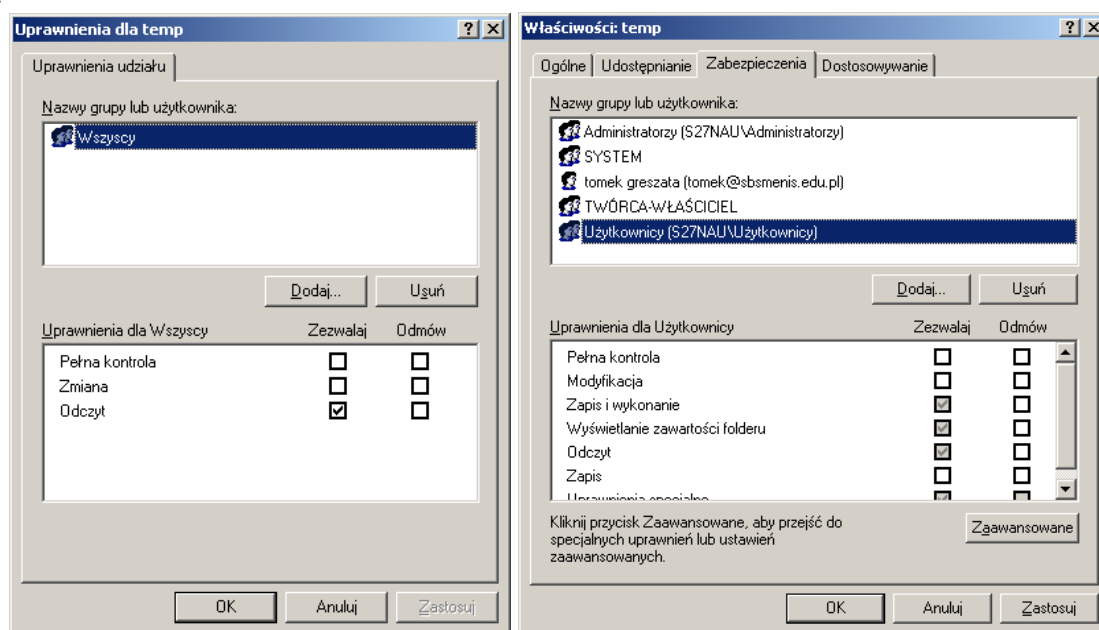 Uprawnienia dla temp
Uprawnienia udziału
Nazwy grupy lub użytkownika:
Wszyscy
Dodaj...
Usuń
Uprawnienia dla Wszyscy Zezwalaj Odmów
Pełna kontrola
Zmiana
Odczyt
OK
Anuluj
Zastosuj
Właściwości: temp
Ogólne
Udostępnianie
Zabezpieczenia
Dostosowywanie
Nazwy grupy lub użytkownika:
Administratorzy (S27NAU\Administratorzy)
SYSTEM
tomek greszata (tomek@sbsmenis.edu.pl)
TWÓRCA-WŁAŚCICIEL
Użytkownicy (S27NAU\Użytkownicy)
Dodaj...
Usuń
Uprawnienia dla Użytkownicy Zezwalaj Odmów
Pełna kontrola
Modyfikacja
Zapis i wykonanie
Wyświetlanie zawartości folderu
Odczyt
Zapis
Uprawnienia specjalne
Kliknij przycisk Zaawansowane, aby przejść do
specjalnych uprawnień lub ustawień
zaawansowanych.
Zaawansowane
OK
Anuluj
Zastosuj